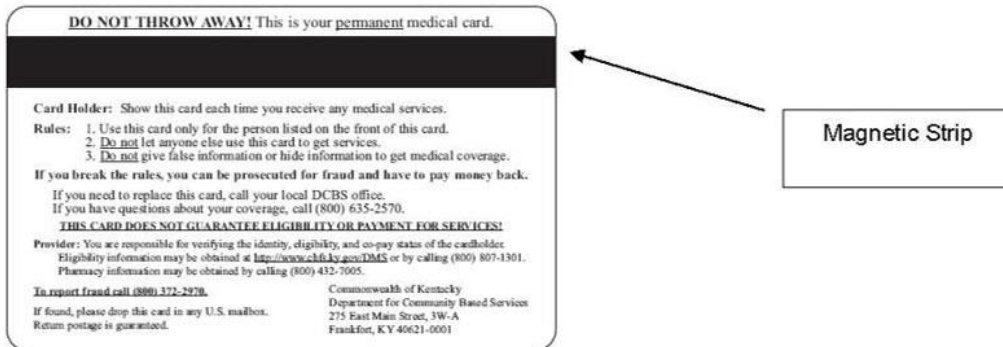 DO NOT THROW AWAY! This is your permanent medical card.
Magnetic Strip
Card Holder: Show this card each time you receive any medical services.
Rules: 1. Use this card only for the person listed on the front of this card.
2. Do not let anyone else use this card to get services.
3. Do not give false information or hide information to get medical coverage.
If you break the rules, you can be prosecuted for fraud and have to pay money back.
If you need to replace this card, call your local DCBS office.
If you have questions about your coverage, call (800) 635-2570.
THIS CARD DOES NOT GUARANTEE ELIGIBILITY OR PAYMENT FOR SERVICES!
Provider: You are responsible for verifying the identity, eligibility, and co-pay status of the cardholder.
Eligibility information may be obtained at http://www.chfs.ky.gov/DMS or by calling (800) 807-1301.
Pharmacy information may be obtained by calling (800) 432-7005.
To report fraud call (800) 372-2970.
If found, please drop this card in any U.S. mailbox.
Return postage is guaranteed.
Commonwealth of Kentucky
Department for Community Based Services
275 East Main Street, 3W-A
Frankfort, KY 40621-0001